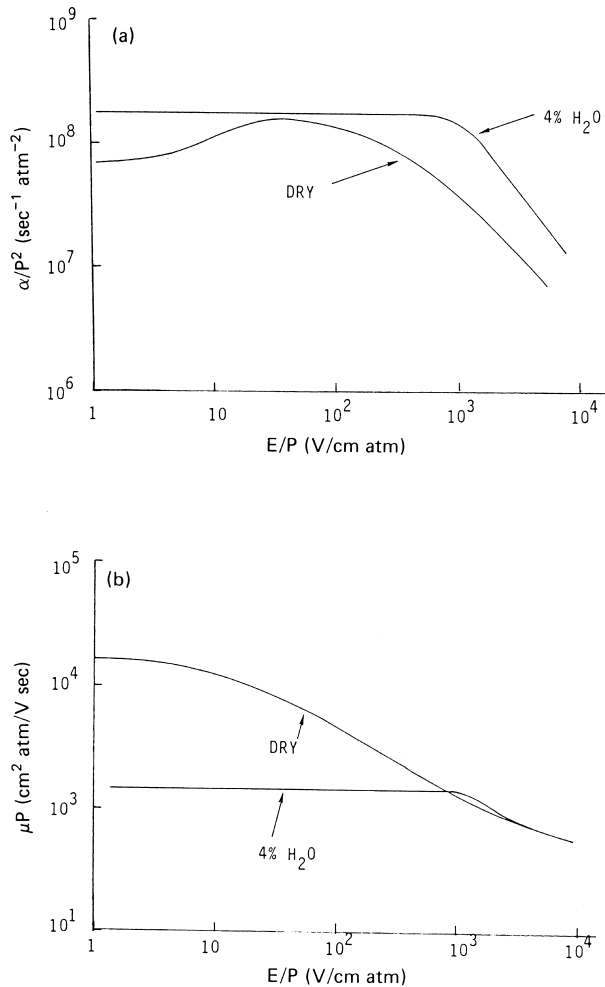 (a)
10⁹
10⁸
10⁷
10⁶
α/P² (sec⁻¹ atm⁻²)
4% H₂O
DRY
1 10 10² 10³ 10⁴
E/P (V/cm atm)
(b)
10⁵
10⁴
10³
10¹
μP (cm² atm/V sec)
DRY
4% H₂O
1 10 10² 10³ 10⁴
E/P (V/cm atm)